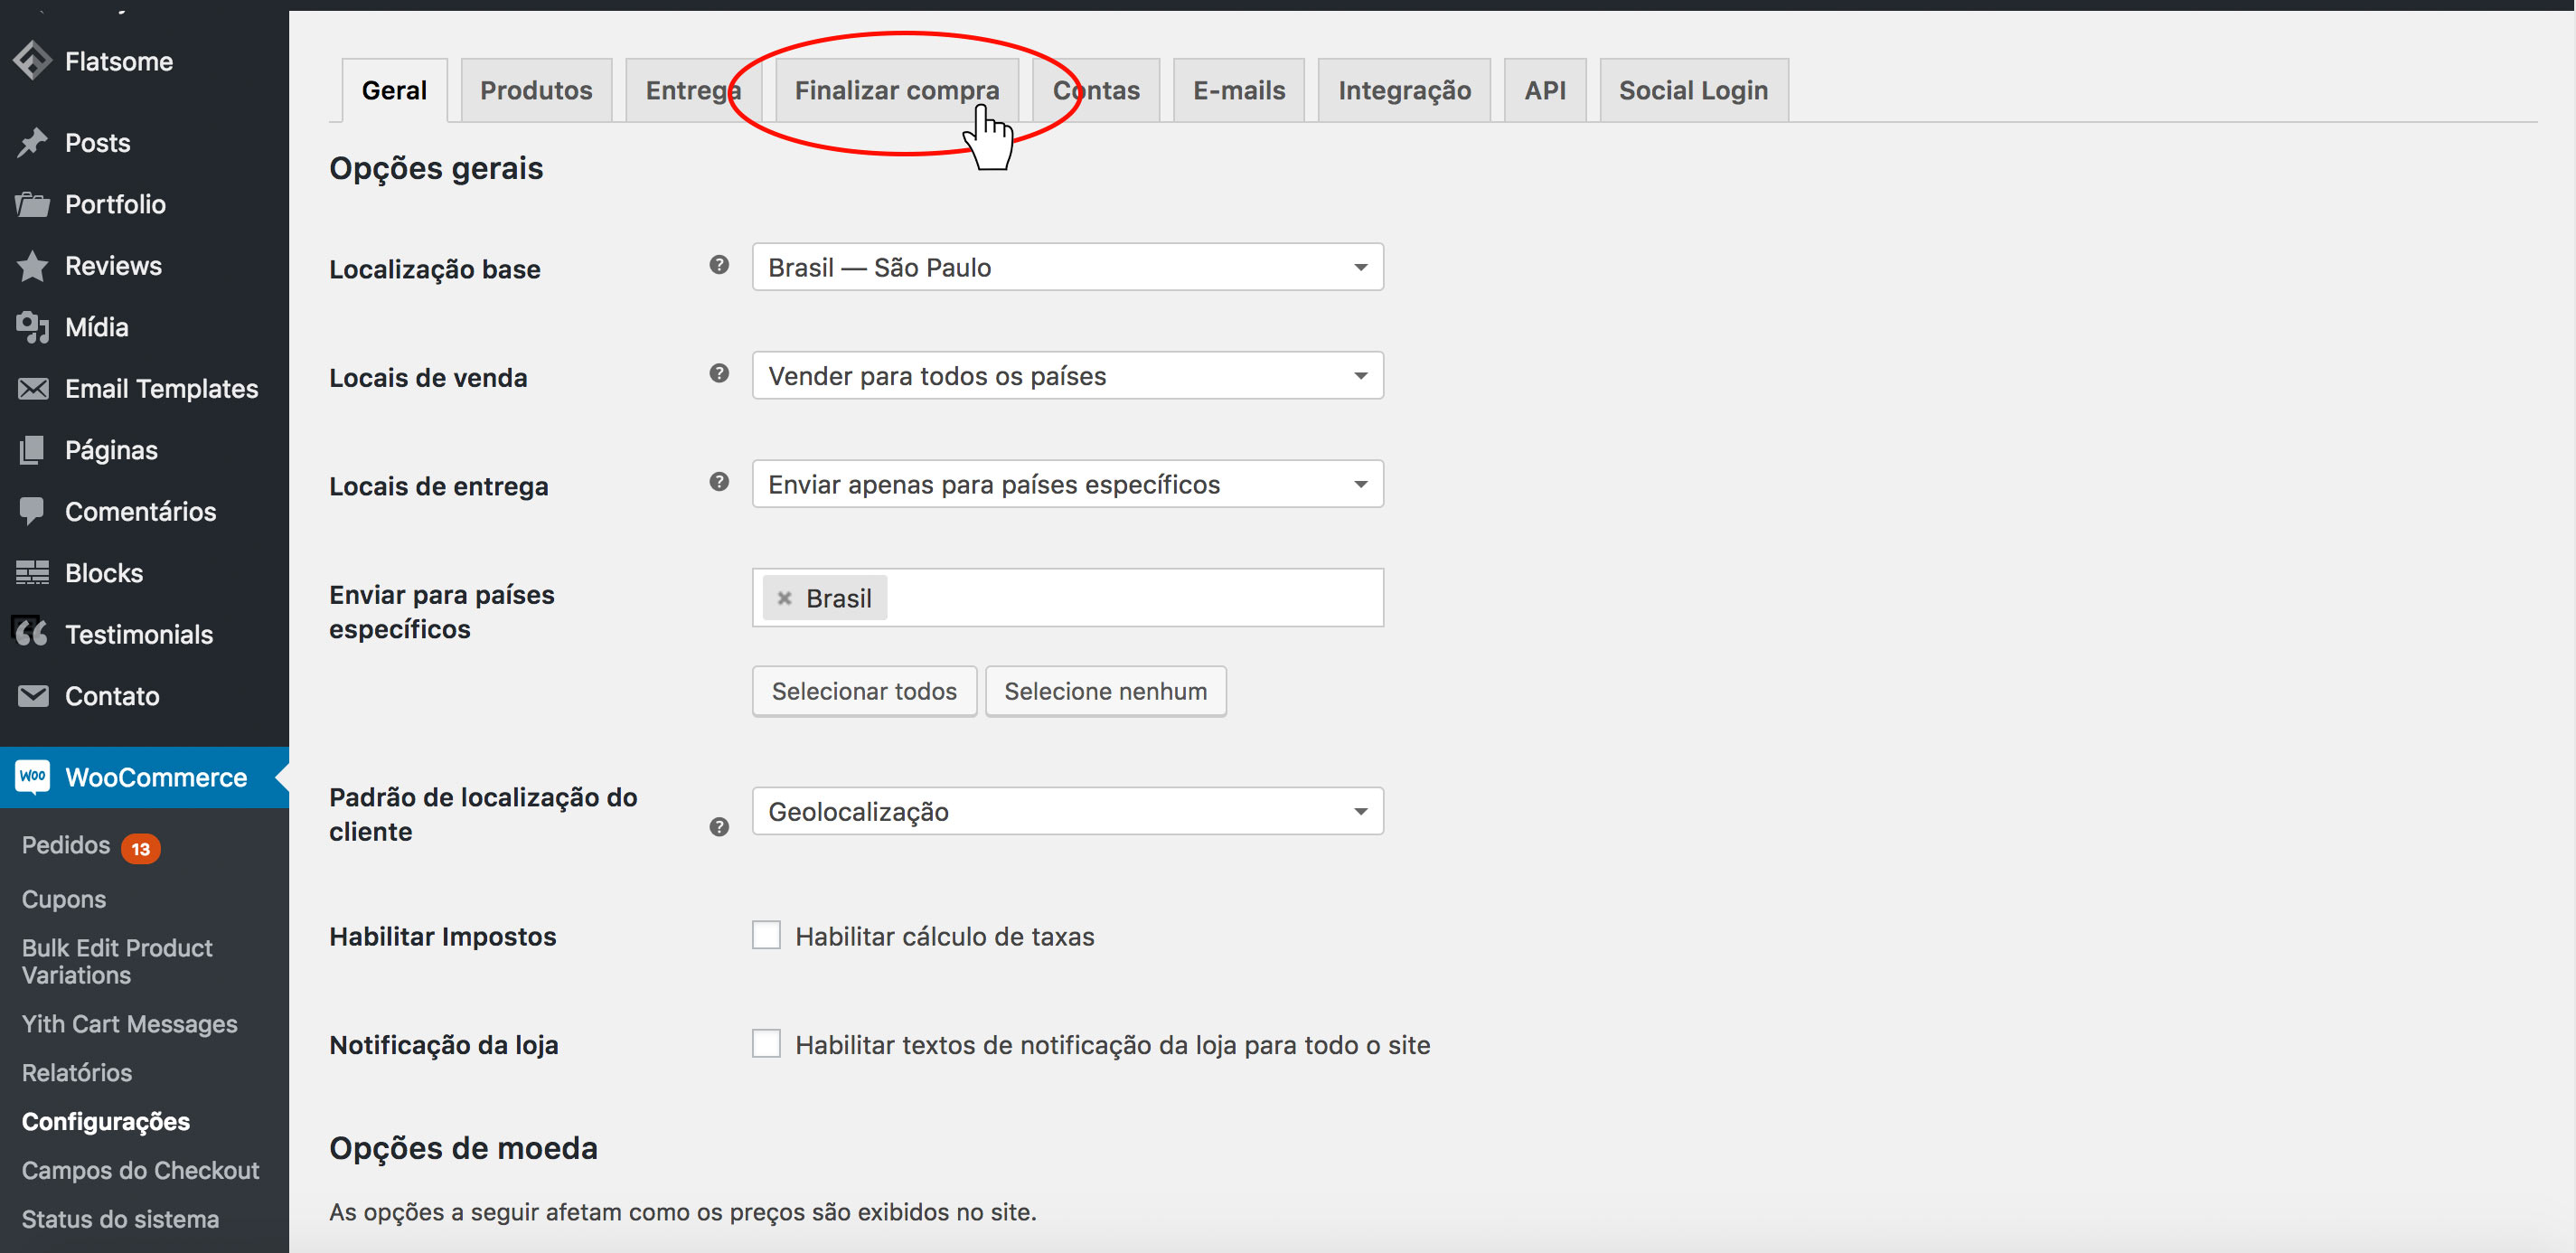 Flatsome
Posts
Portfolio
Reviews
Mídia
Email Templates
Páginas
Comentários
Blocks
Testimonials
Contato
WOO WooCommerce
Pedidos 13
Cupons
Bulk Edit Product
Variations
Yith Cart Messages
Relatórios
Configurações
Campos do Checkout
Status do sistema
Geral Produtos Entrega Finalizar compra Contas E-mails Integração API Social Login
Opções gerais
Localização base ? Brasil — São Paulo
Locais de venda ? Vender para todos os países
Locais de entrega ? Enviar apenas para países específicos
Enviar para países
específicos
× Brasil
Selecionar todos Selecione nenhum
Padrão de localização do
cliente ? Geolocalização
Habilitar Impostos Habilitar cálculo de taxas
Notificação da loja Habilitar textos de notificação da loja para todo o site
Opções de moeda
As opções a seguir afetam como os preços são exibidos no site.